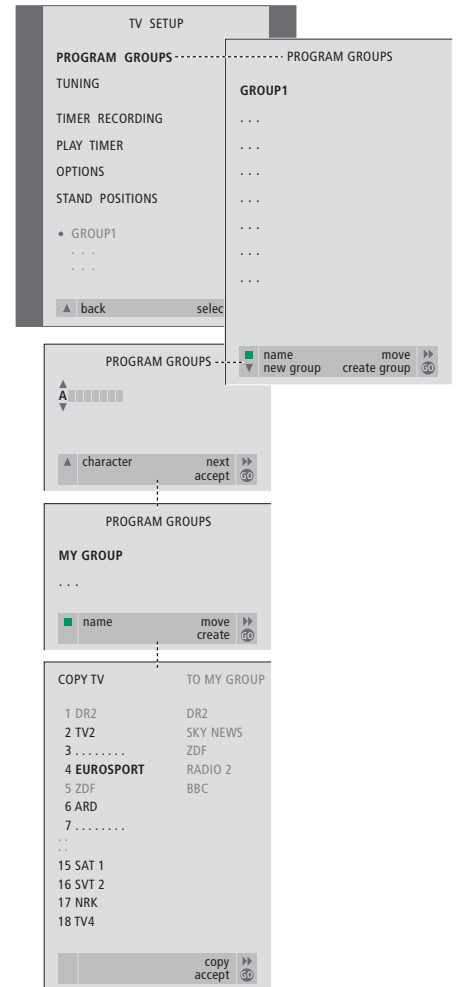 TV SETUP
PROGRAM GROUPS
TUNING
TIMER RECORDING
PLAY TIMER
OPTIONS
STAND POSITIONS
• GROUP1
. . .
. . .
▲ back selec
PROGRAM GROUPS
GROUP1
. . .
. . .
. . .
. . .
. . .
. . .
. . .
name move
new group create group GO
PROGRAM GROUPS
A
character next
accept GO
PROGRAM GROUPS
MY GROUP
. . .
name move
create GO
COPY TV TO MY GROUP
1 DR2 DR2
2 TV2 SKY NEWS
3 . . . . . . . . ZDF
4 EUROSPORT RADIO 2
5 ZDF BBC
6 ARD
7 . . . . . . . .
: :
15 SAT 1
16 SVT 2
17 NRK
18 TV4
copy
accept GO